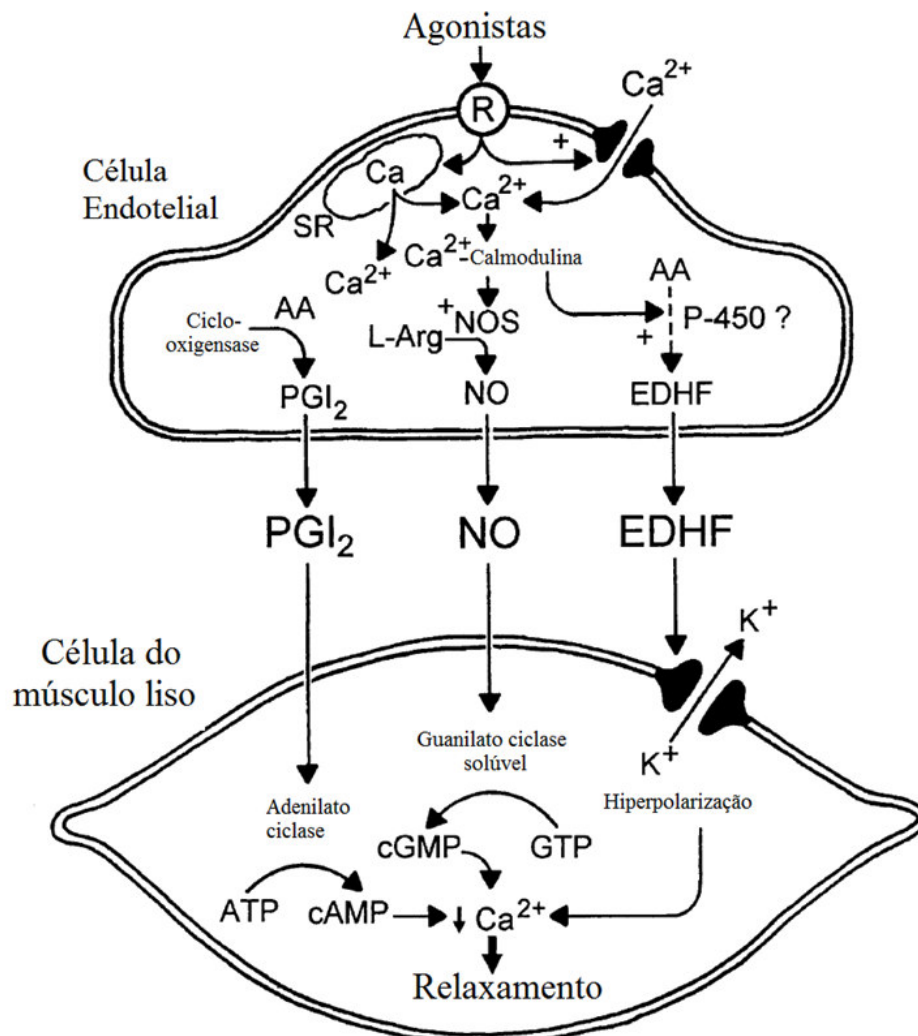 Agonistas
R
Ca²⁺
+
Célula
Endotelial
Ca
SR
Ca²⁺
Ca²⁺
Ca²⁺-Calmodulina
AA
Ciclo-
oxigensase
AA
+
NOS
L-Arg
+
P-450 ?
PGI₂
NO
EDHF
PGI₂
NO
EDHF
K⁺
Célula do
músculo liso
K⁺
Guanilato ciclase
solúvel
Hiperpolarização
Adenilato
ciclase
cGMP
GTP
ATP
cAMP
↓ Ca²⁺
Relaxamento